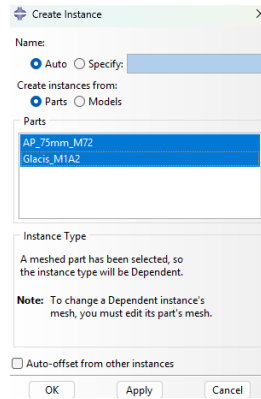 Create Instance
Name:
Auto Specify:
Create instances from:
Parts Models
Parts
AP_75mm_M72
Glacis_M1A2
Instance Type
A meshed part has been selected, so
the instance type will be Dependent.
Note: To change a Dependent instance's
mesh, you must edit its part's mesh.
Auto-offset from other instances
OK Apply Cancel